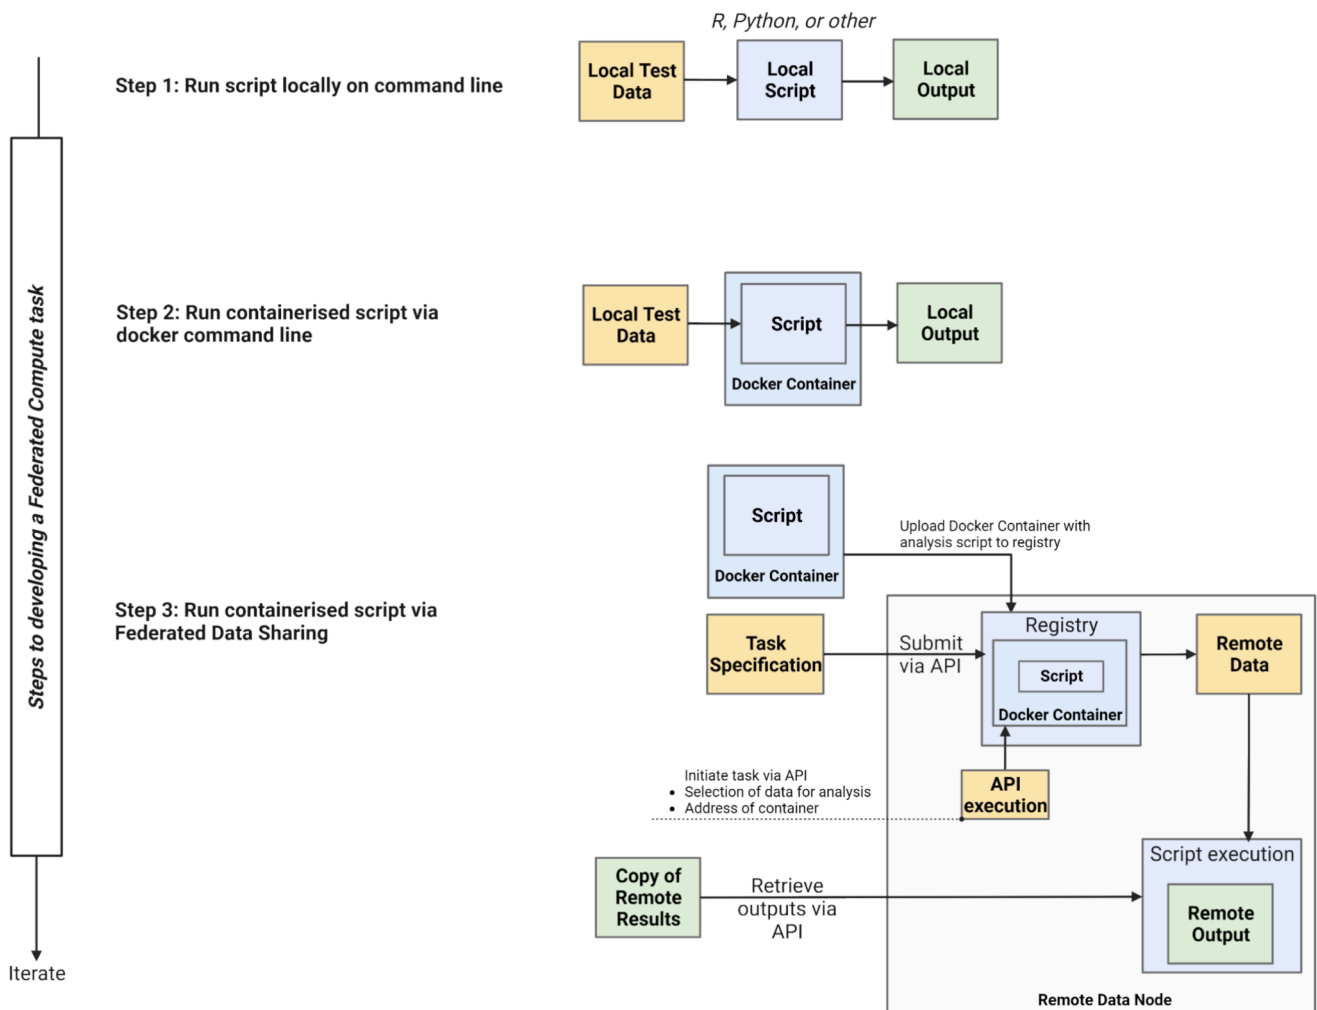 R, Python, or other
Step 1: Run script locally on command line
Local Test
Data
Local
Script
Local
Output
Steps to developing a Federated Compute task
Step 2: Run containerised script via
docker command line
Local Test
Data
Script
Docker Container
Local
Output
Step 3: Run containerised script via
Federated Data Sharing
Script
Docker Container
Upload Docker Container with
analysis script to registry
Task
Specification
Submit
via API
Registry
Script
Docker Container
Remote
Data
Initiate task via API
• Selection of data for analysis
• Address of container
API
execution
Script execution
Remote
Output
Copy of
Remote
Results
Retrieve
outputs via
API
Iterate
Remote Data Node